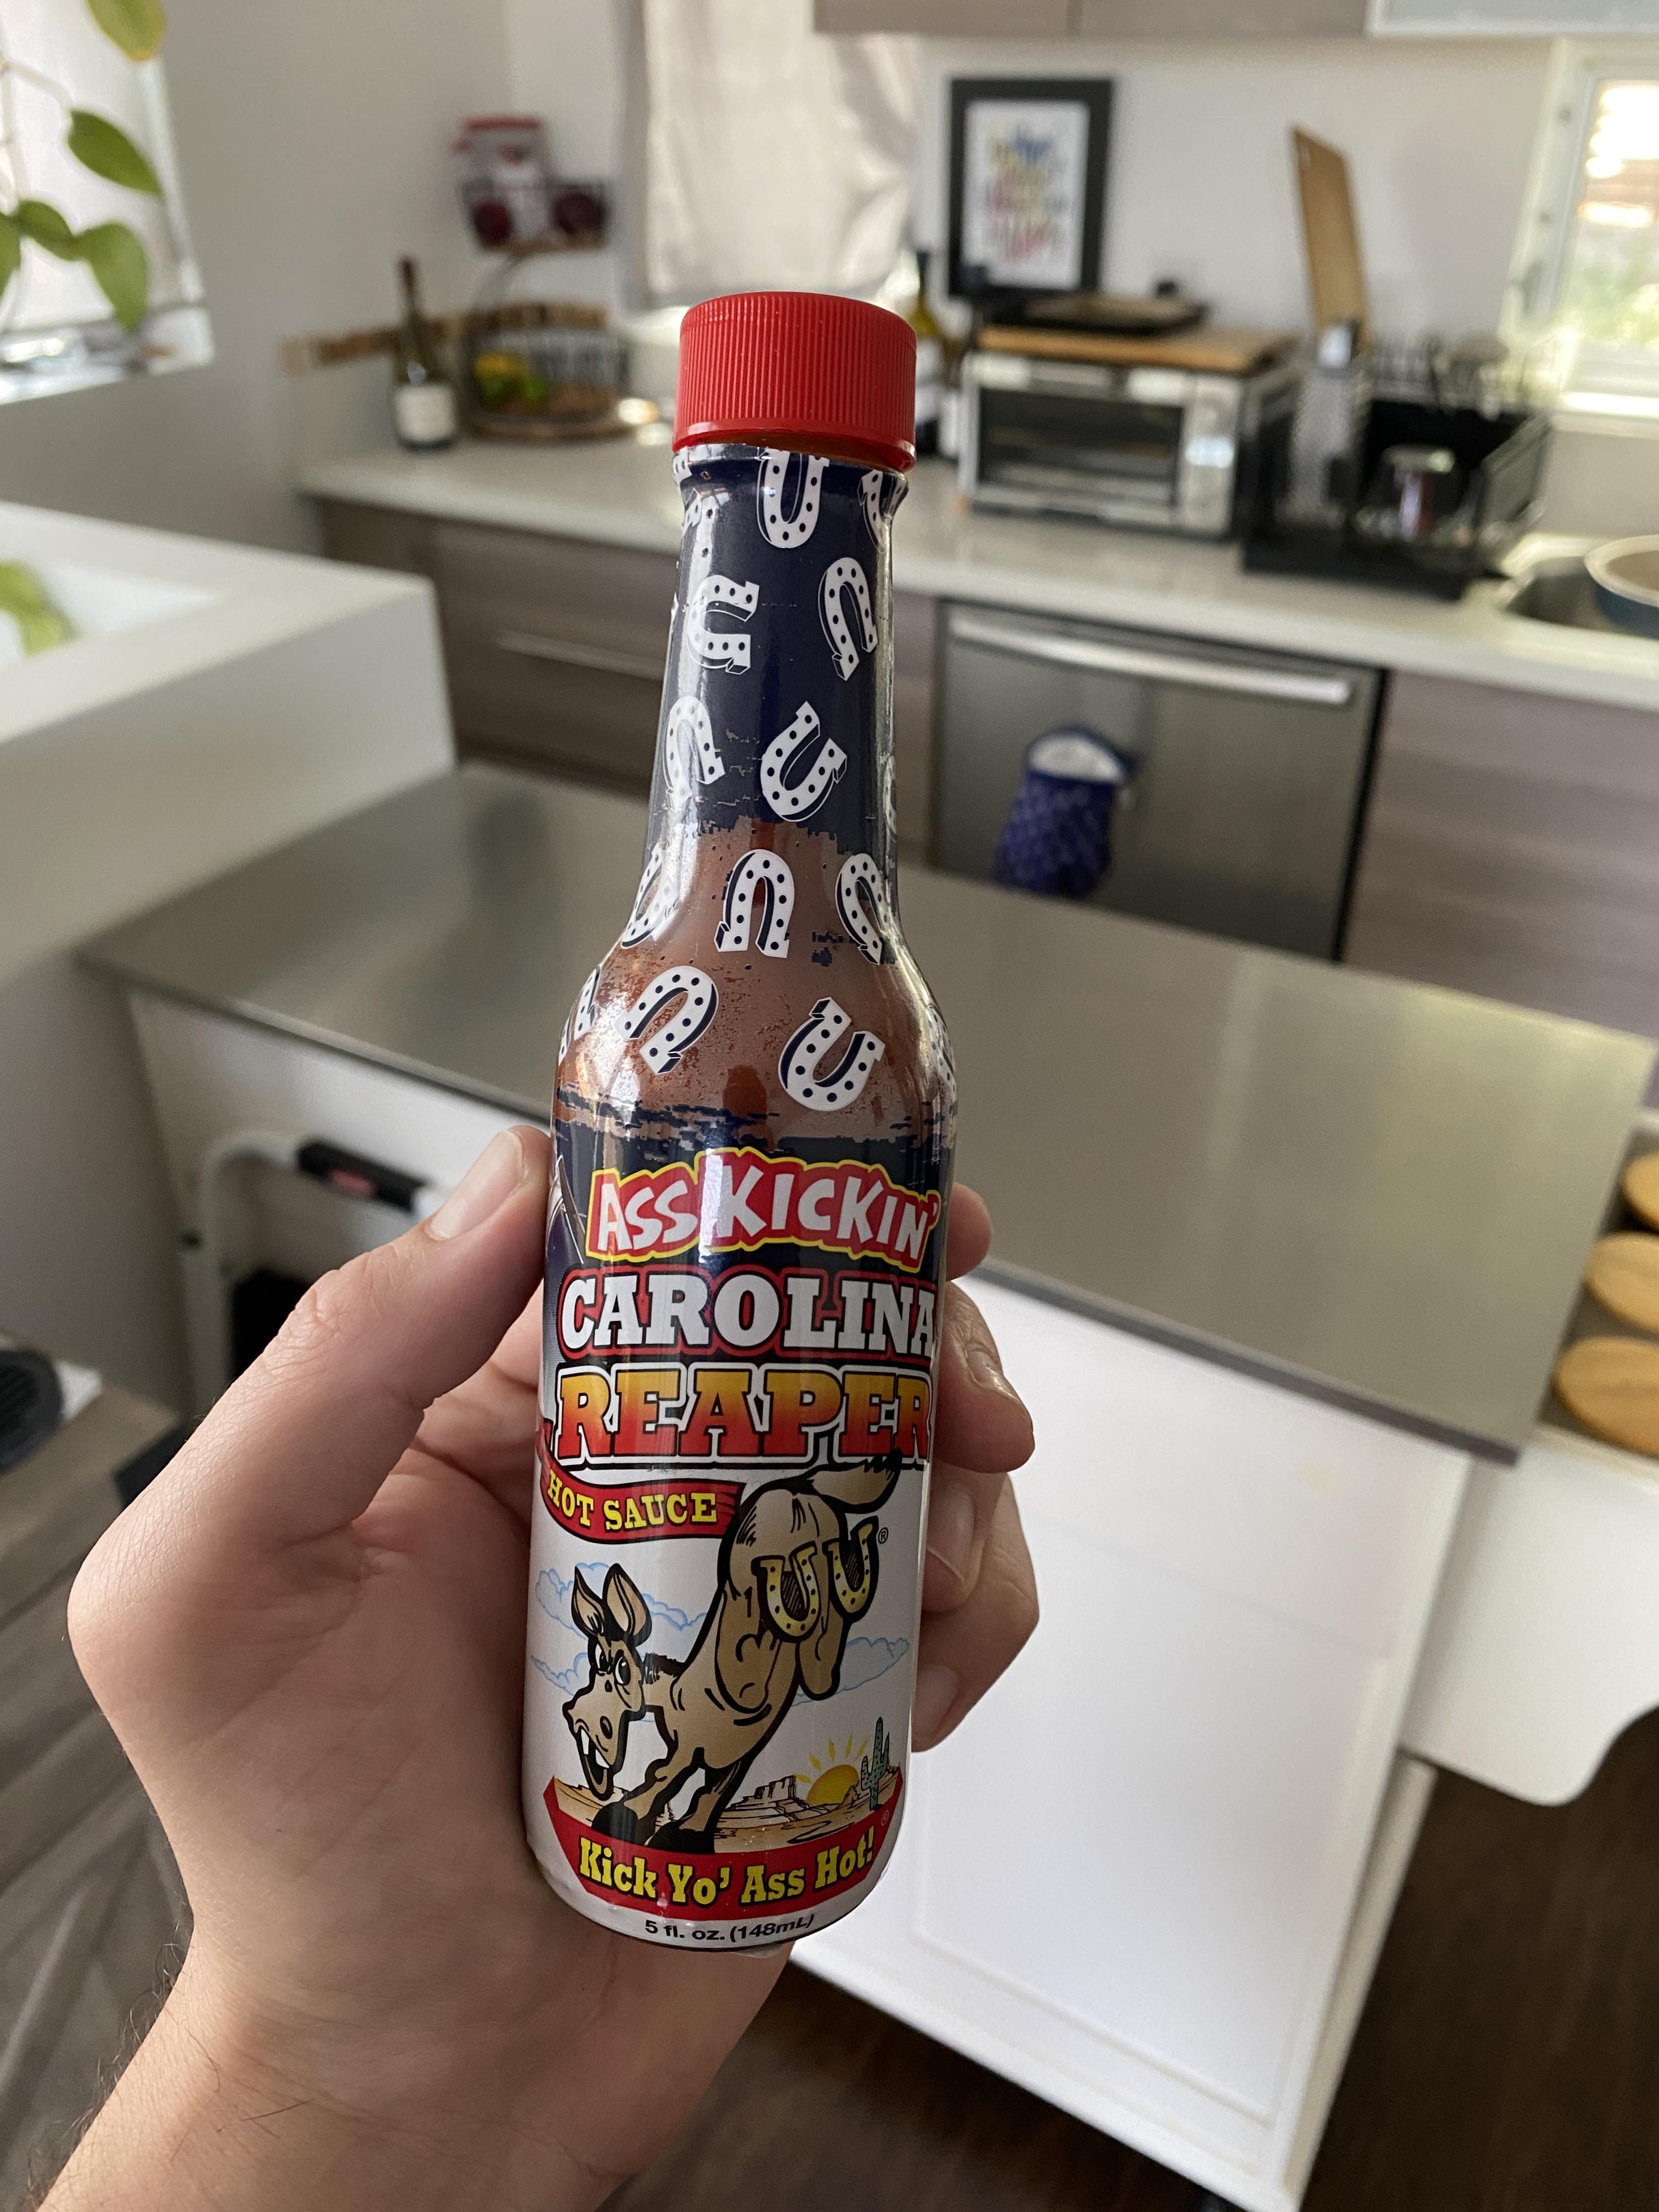 ASS KICKIN'
CAROLINA
REAPER
HOT SAUCE
®
Kick Yo' Ass Hot!
®
5 fl. oz. (148mL)